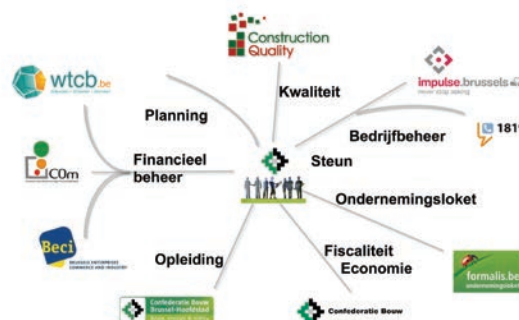 Construction
Quality
wtcb.be
impulse.brussels
Kwaliteit
Planning
1819
Bedrijfbeheer
Financieel
beheer
Steun
Ondernemingsloket
Beci
Opleiding
Fiscaliteit
Economie
formalis.be
ondernemingsloket
Confederatie Bouw
Brussel-Hoofdstad
Confederatie Bouw